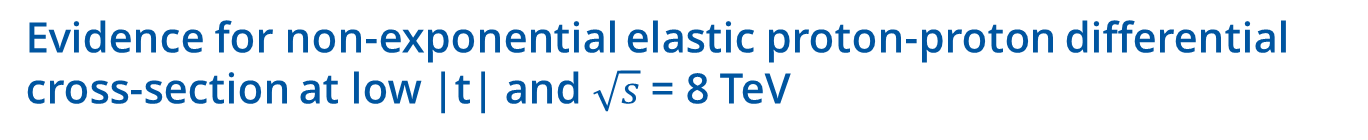 Evidence for non-exponential elastic proton-proton differential
cross-section at low |t| and √s = 8 TeV